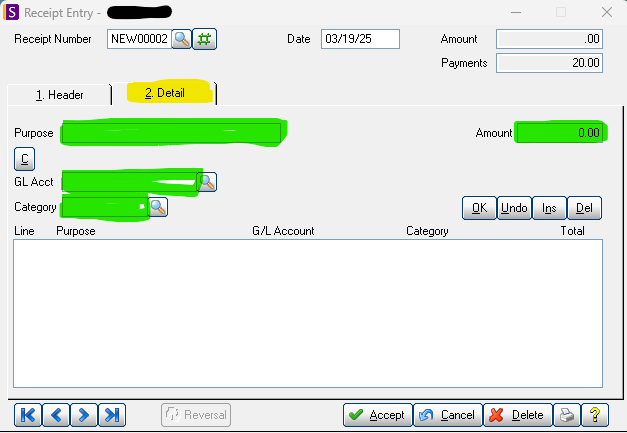 S Receipt Entry -
Receipt Number NEW00002 Date 03/19/25 Amount .00
Payments 20.00
1. Header 2. Detail
Purpose Amount 0.00
C
GL Acct
Category OK Undo Ins Del
Line Purpose G/L Account Category Total
Reversal Accept Cancel Delete ?